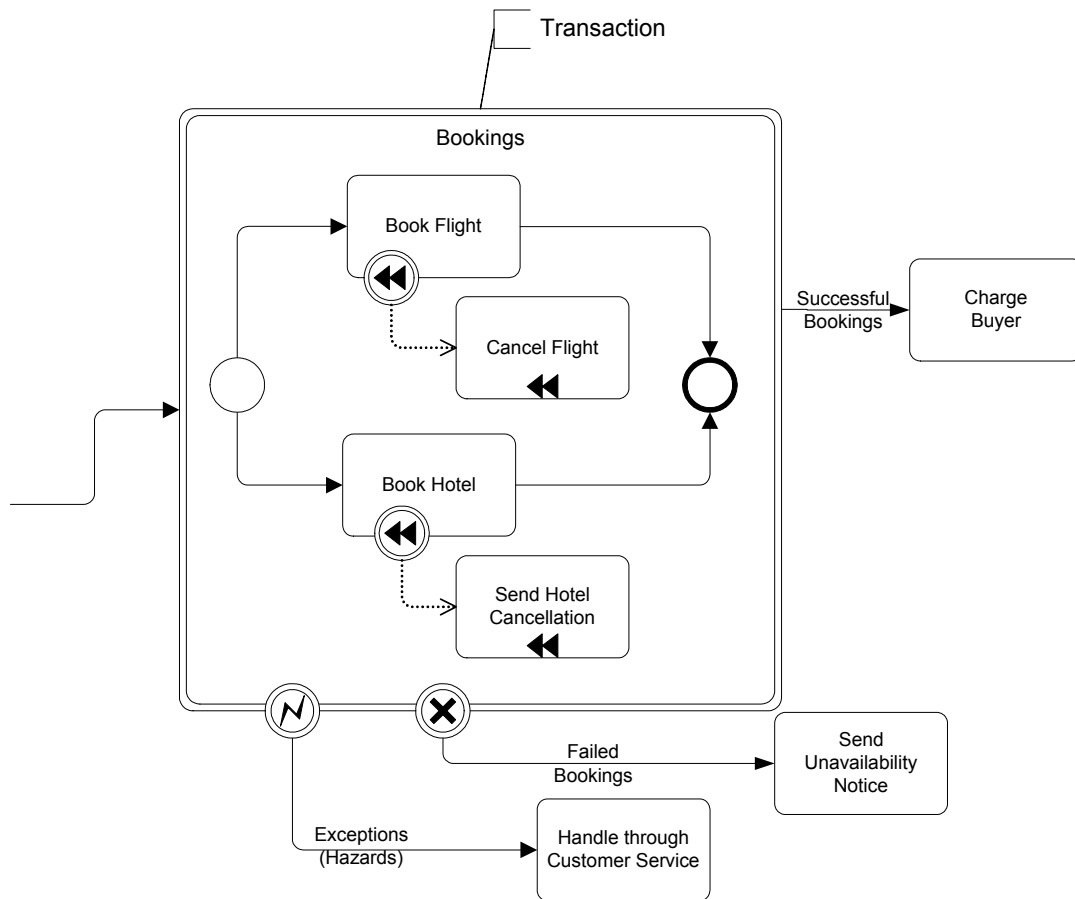 Transaction
Bookings
Book Flight
Cancel Flight
Successful
Bookings
Charge
Buyer
Book Hotel
Send Hotel
Cancellation
Failed
Bookings
Send
Unavailability
Notice
Exceptions
(Hazards)
Handle through
Customer Service